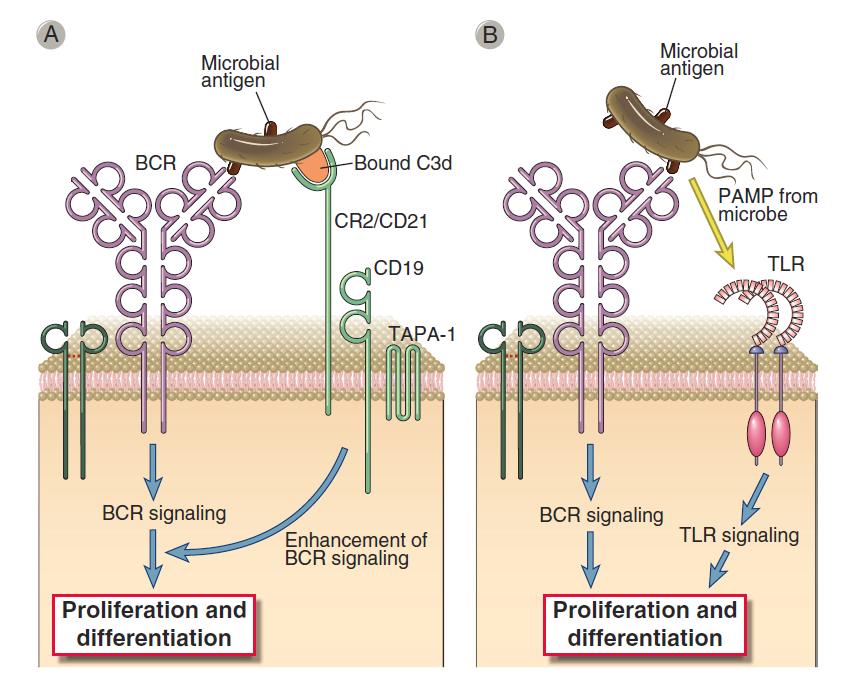 A
Microbial
antigen
BCR
Bound C3d
CR2/CD21
CD19
TAPA-1
BCR signaling
Enhancement of
BCR signaling
Proliferation and
differentiation
B
Microbial
antigen
PAMP from
microbe
TLR
BCR signaling
TLR signaling
Proliferation and
differentiation